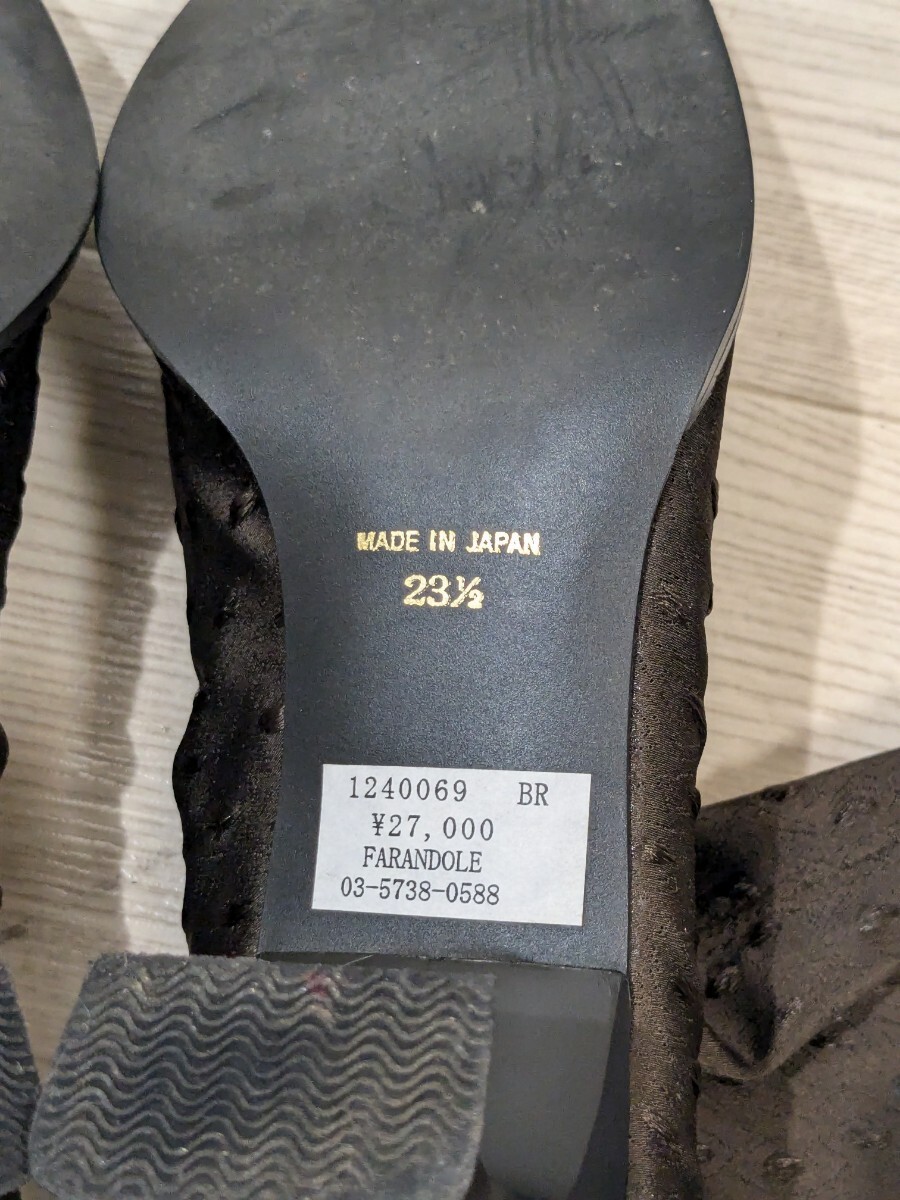 MADE IN JAPAN
23½
1240069 BR
¥27,000
FARANDOLE
03-5738-0588